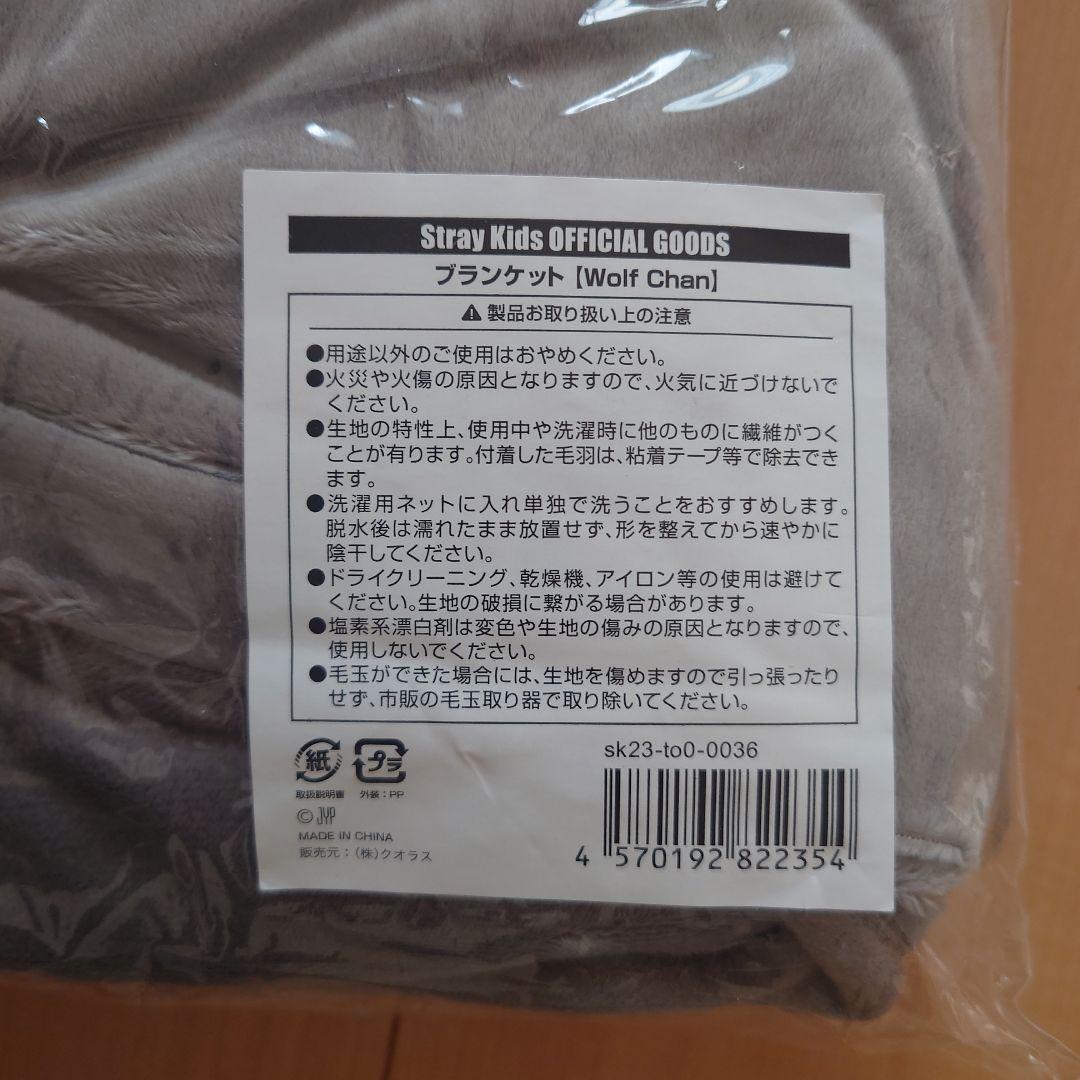 Stray Kids OFFICIAL GOODS
ブランケット【Wolf Chan】
⚠製品お取り扱い上の注意
●用途以外のご使用はおやめください。
●火災や火傷の原因となりますので、火気に近づけないで
ください。
●生地の特性上、使用中や洗濯時に他のものに繊維がつく
ことが有ります。付着した毛羽は、粘着テープ等で除去でき
ます。
●洗濯用ネットに入れ単独で洗うことをおすすめします。
脱水後は濡れたまま放置せず、形を整えてから速やかに
陰干してください。
●ドライクリーニング、乾燥機、アイロン等の使用は避けて
ください。生地の破損に繋がる場合があります。
●塩素系漂白剤は変色や生地の傷みの原因となりますので、
使用しないでください。
●毛玉ができた場合には、生地を傷めますので引っ張ったり
せず、市販の毛玉取り器で取り除いてください。
紙 プラ
取扱説明書 外装:PP
© JYP
MADE IN CHINA
販売元:(株)クオラス
sk23-to0-0036
4 570192 822354